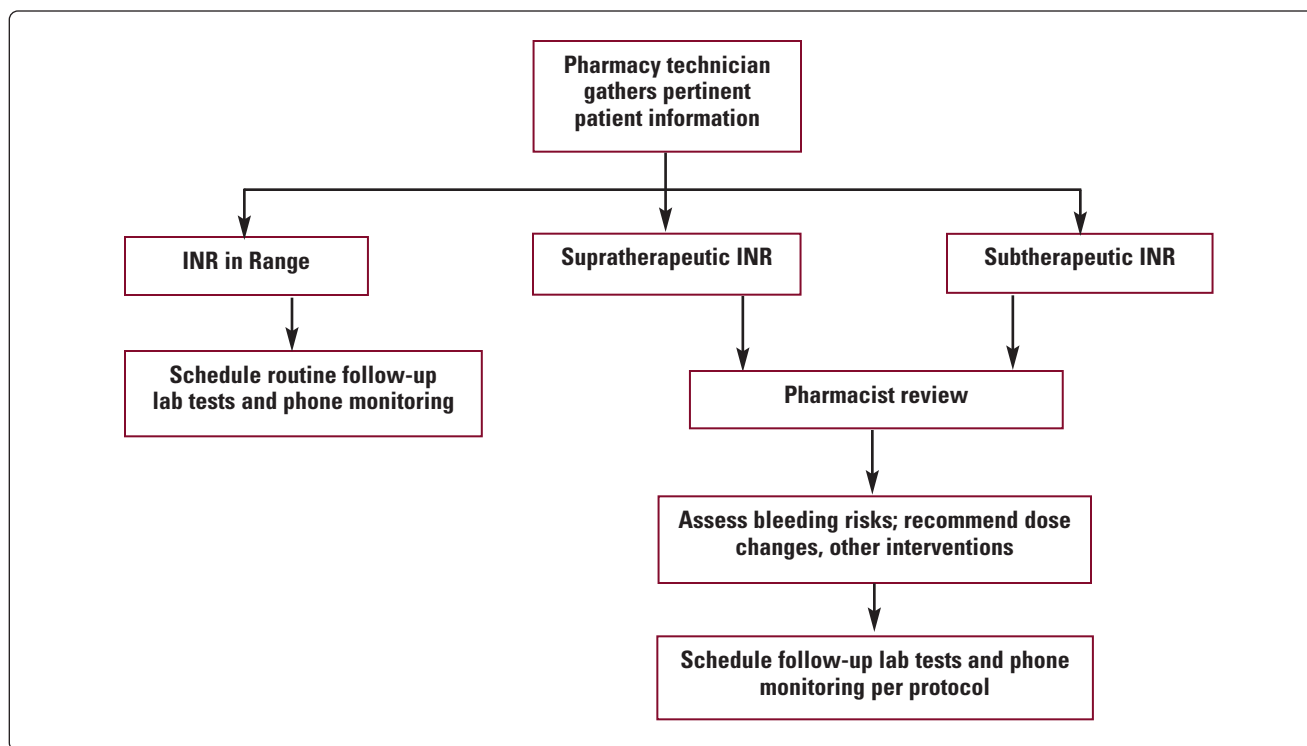 Pharmacy technician
gathers pertinent
patient information
INR in Range
Supratherapeutic INR
Subtherapeutic INR
Schedule routine follow-up
lab tests and phone monitoring
Pharmacist review
Assess bleeding risks; recommend dose
changes, other interventions
Schedule follow-up lab tests and phone
monitoring per protocol